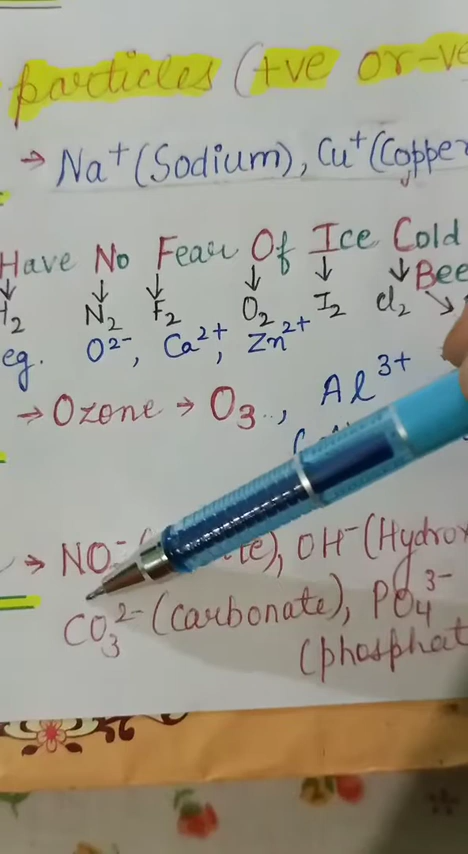 particles (+ve or -ve
→ Na⁺ (Sodium), Cu⁺ (Copper
Have No Fear Of Ice Cold
Bee
H₂ N₂ F₂ O₂ I₂ Cl₂
eg. O²⁻, Ca²⁺, Zn²⁺
→ Ozone → O₃, Al³⁺
→ NO⁻ OH⁻ (Hydrox
CO₃²⁻ (carbonate), PO₄³⁻
(phosphat